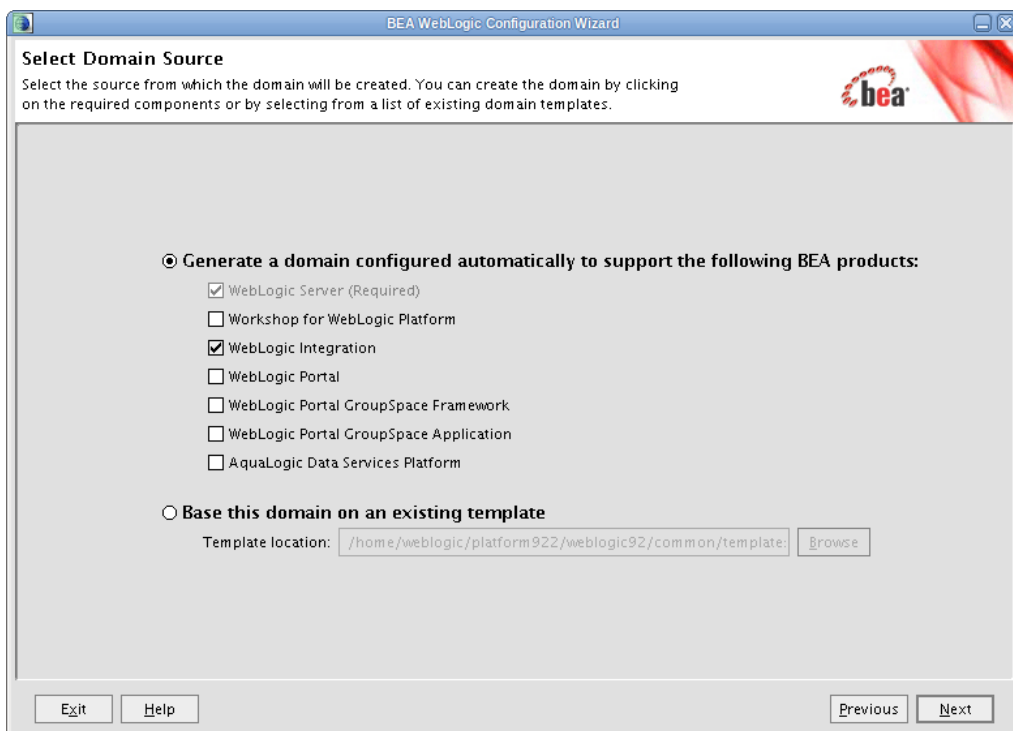 BEA WebLogic Configuration Wizard
Select Domain Source
Select the source from which the domain will be created. You can create the domain by clicking
on the required components or by selecting from a list of existing domain templates.
bea
Generate a domain configured automatically to support the following BEA products:
WebLogic Server (Required)
Workshop for WebLogic Platform
WebLogic Integration
WebLogic Portal
WebLogic Portal GroupSpace Framework
WebLogic Portal GroupSpace Application
AquaLogic Data Services Platform
Base this domain on an existing template
Template location: /home/weblogic/platform922/weblogic92/common/template: Browse
Exit Help Previous Next